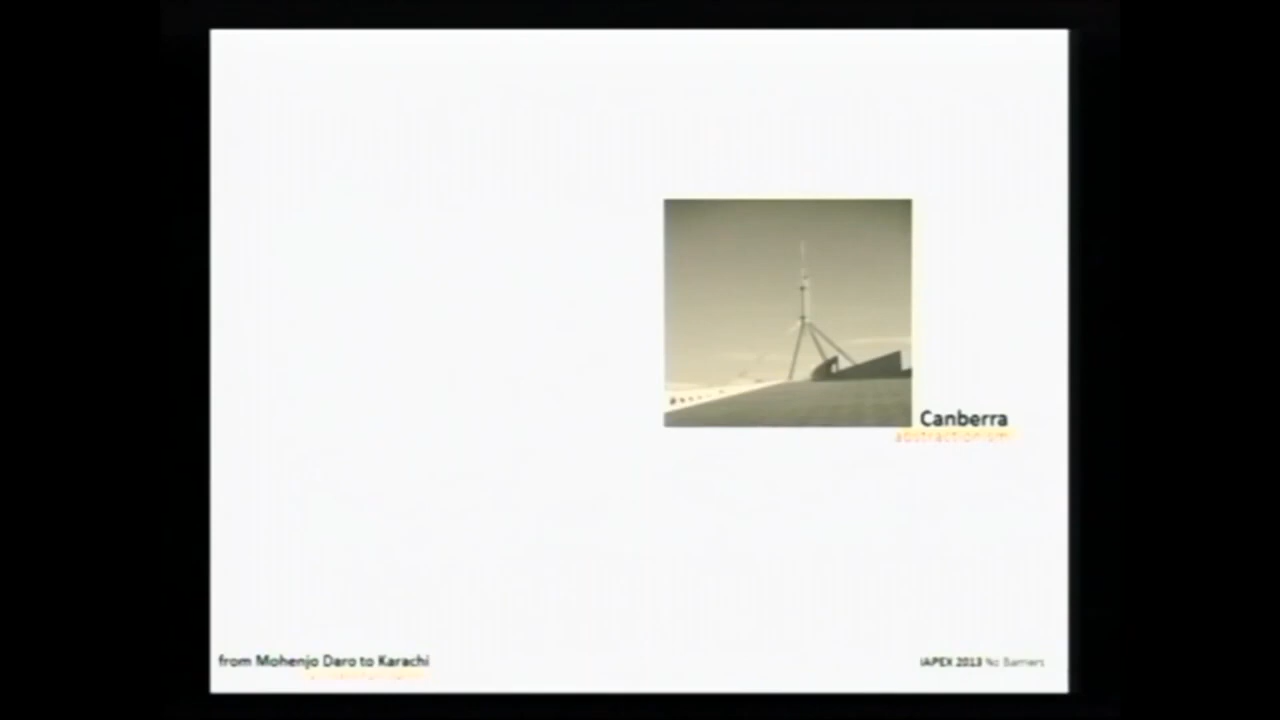 Canberra
abstractionism
from Mohenjo Daro to Karachi
IAPEX 2013 No Barriers